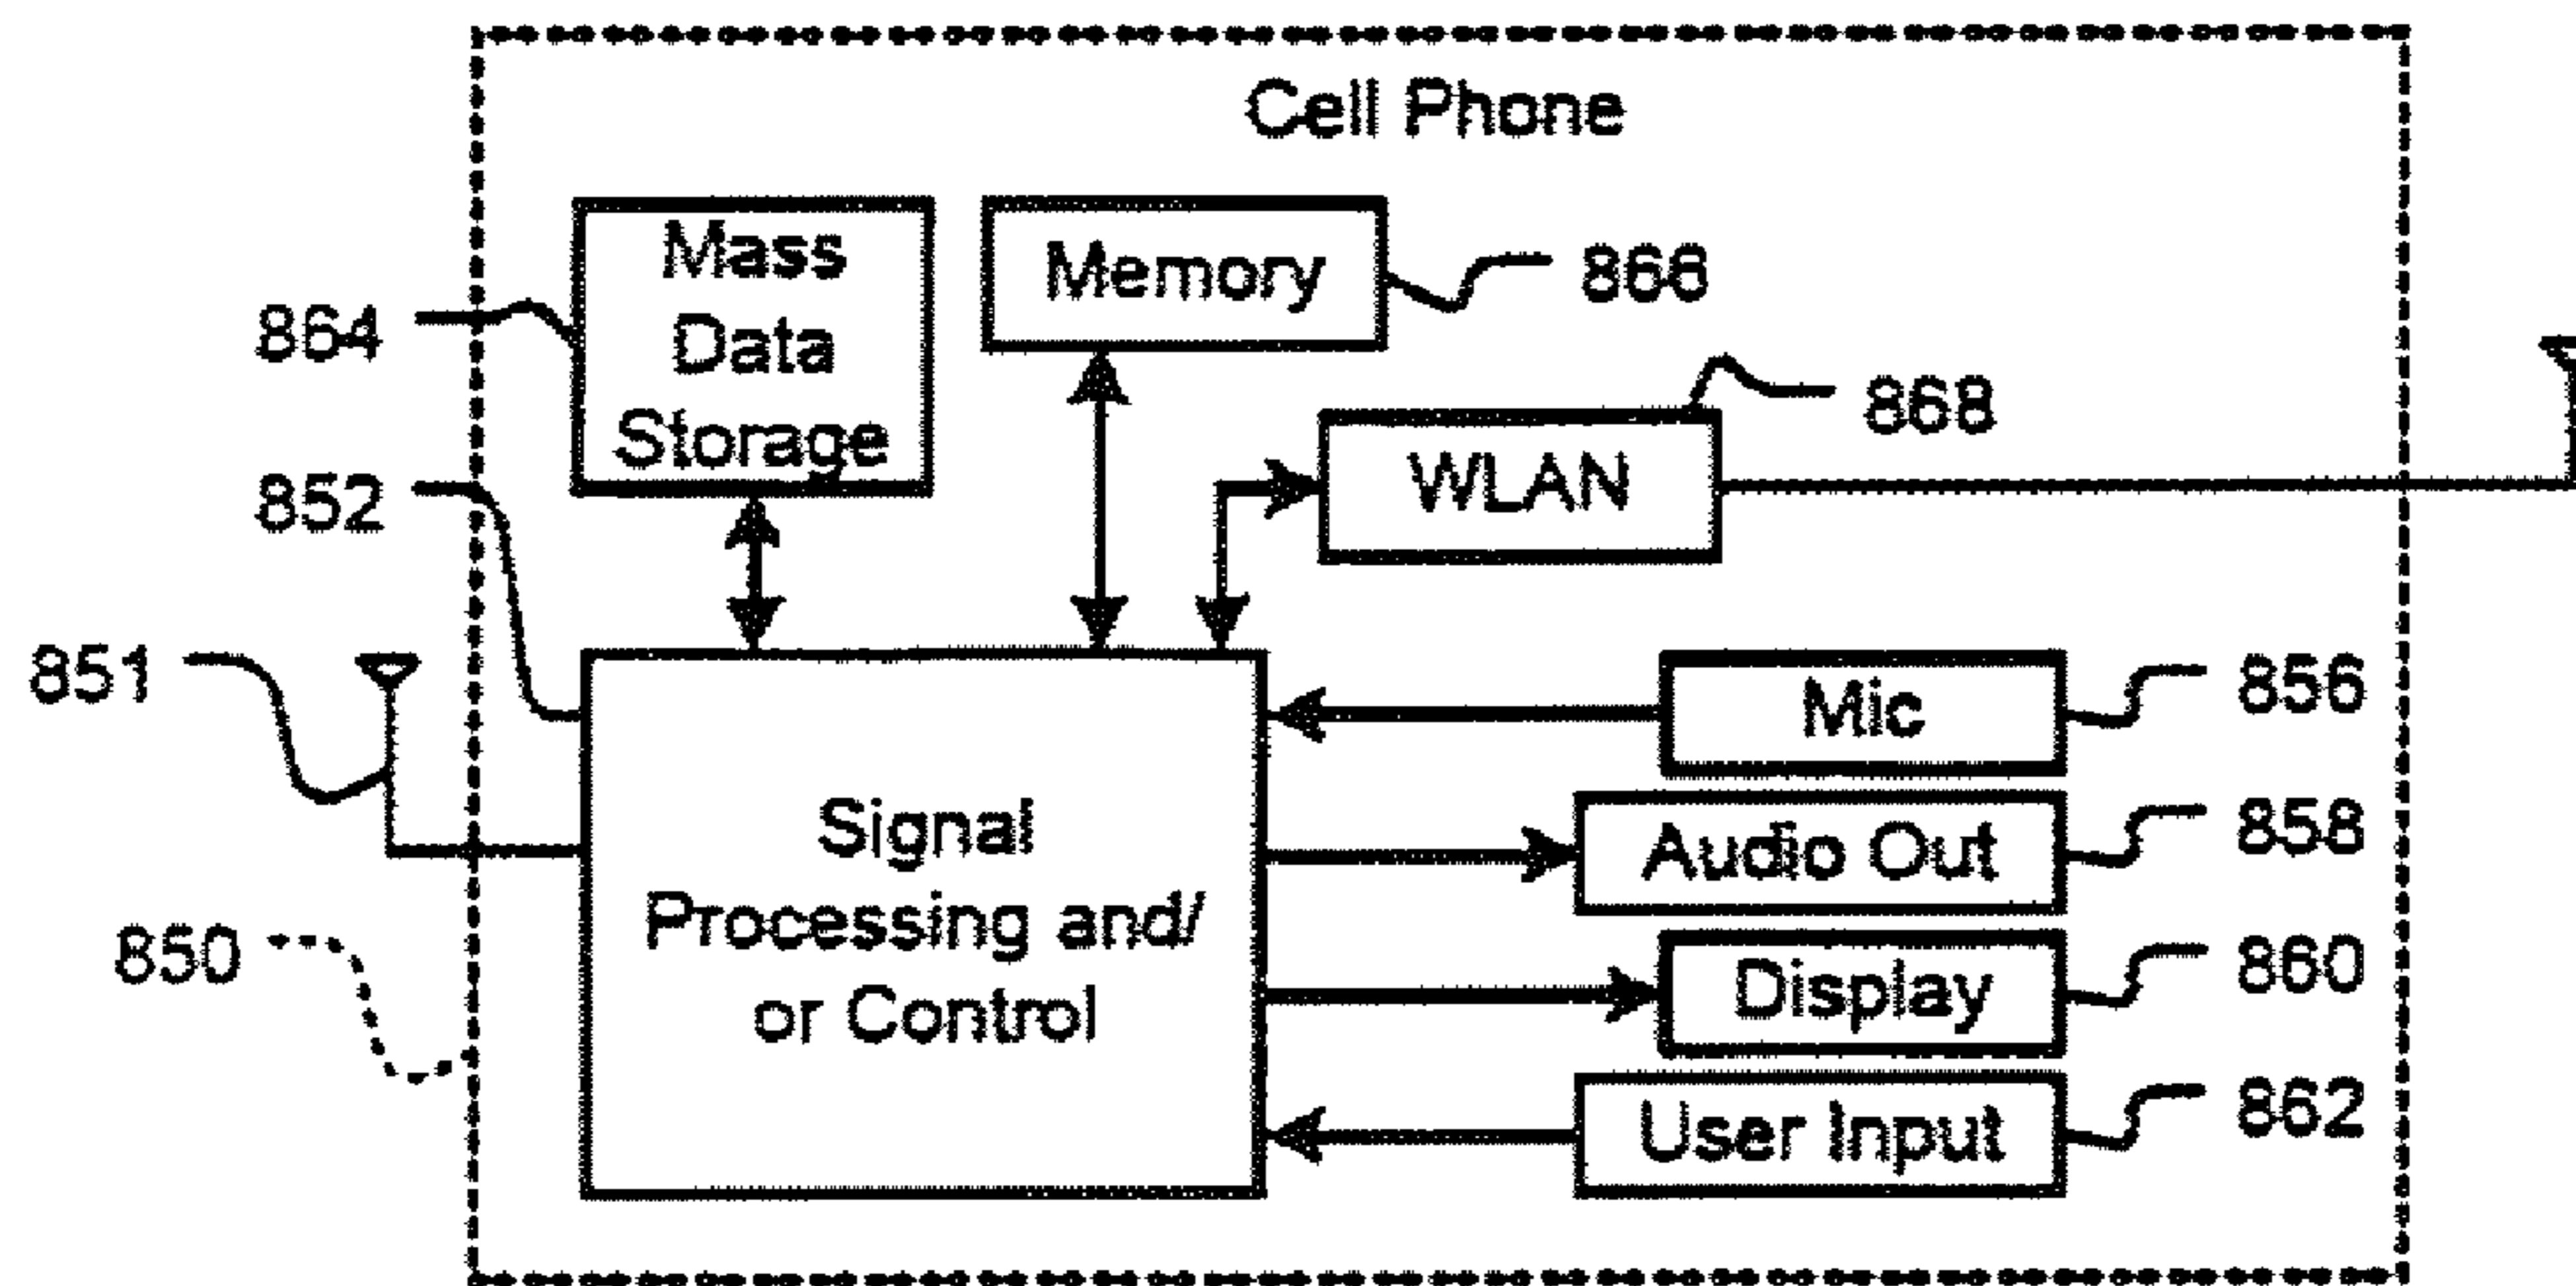 Cell Phone
Mass
Data
Storage
Memory
866
864
868
WLAN
852
851
Mic
856
Signal
Processing and/
or Control
Audio Out
858
850
Display
860
User Input
862